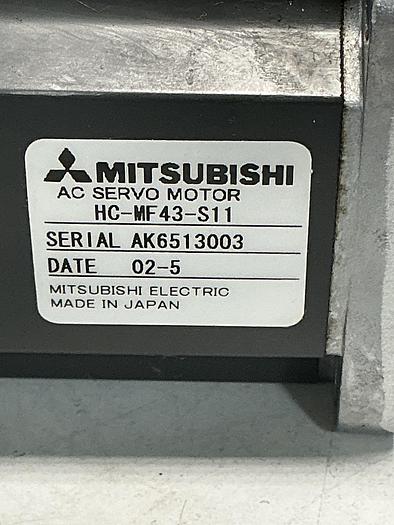 MITSUBISHI
AC SERVO MOTOR
HC-MF43-S11
SERIAL AK6513003
DATE 02-5
MITSUBISHI ELECTRIC
MADE IN JAPAN